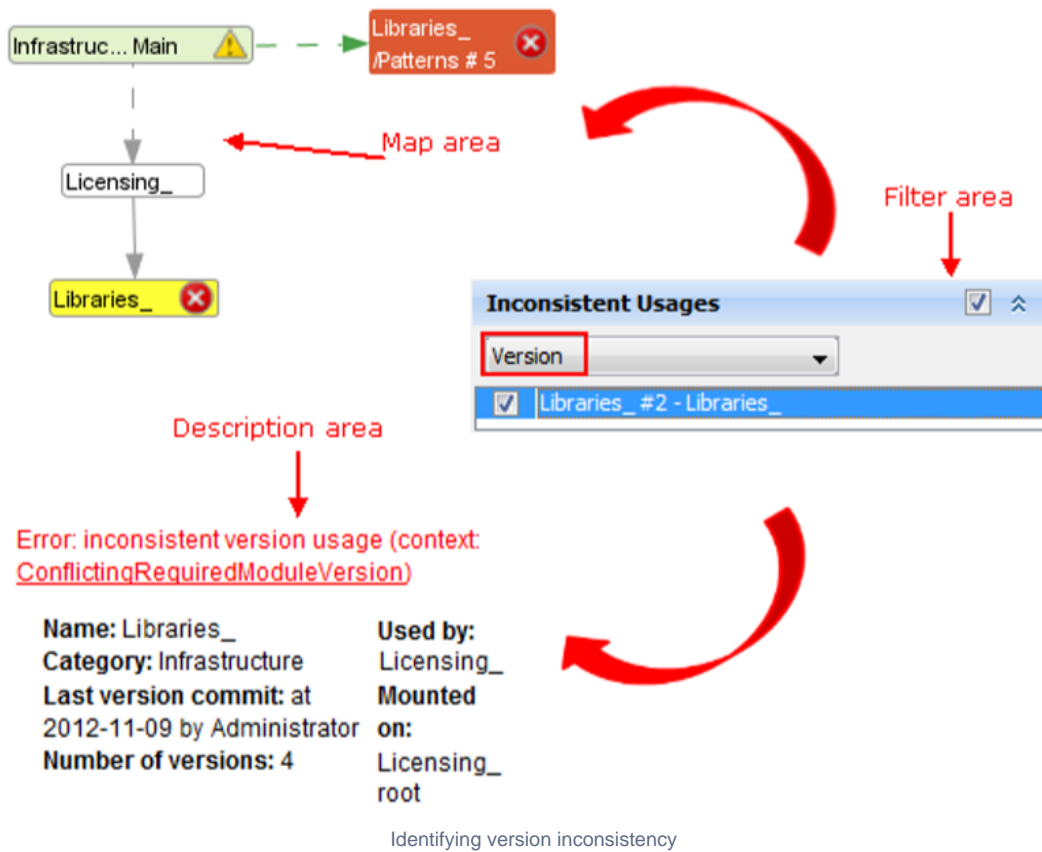 Infrastruc... Main
Libraries_
/Patterns # 5
Map area
Licensing_
Filter area
Libraries_
Inconsistent Usages
Version
Libraries_ #2 - Libraries_
Description area
Error: inconsistent version usage (context:
ConflictingRequiredModuleVersion)
Name: Libraries_
Category: Infrastructure
Last version commit: at
2012-11-09 by Administrator
Number of versions: 4
Used by:
Licensing_
Mounted
on:
Licensing_
root
Identifying version inconsistency